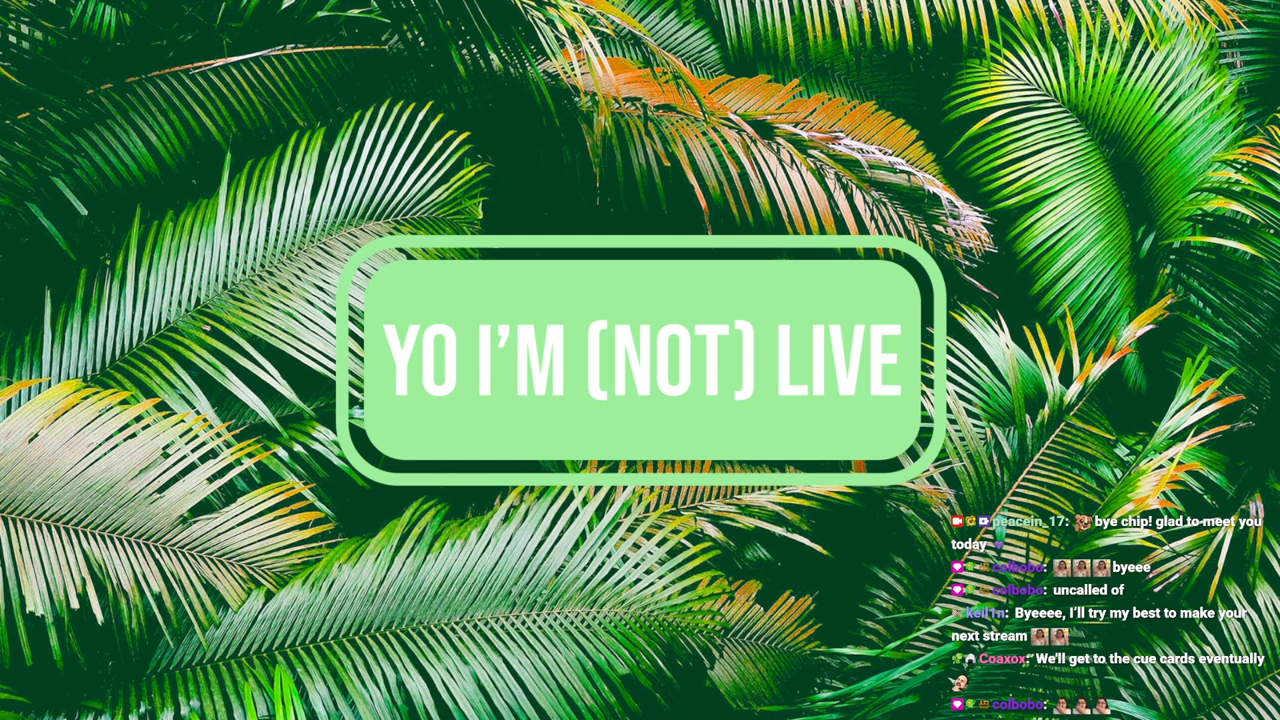 YO I’M (NOT) LIVE
peacein_17: bye chip! glad to meet you
today
colbobo: byeee
colbobo: uncalled of
keil1n: Byeeee, I’ll try my best to make your
next stream
Coaxox: We’ll get to the cue cards eventually
colbobo: